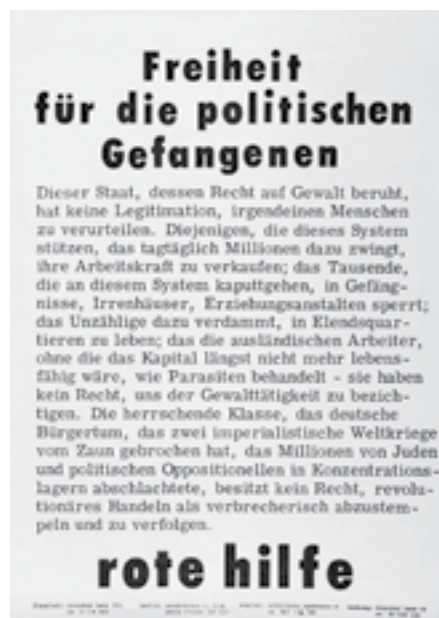 Freiheit
für die politischen
Gefangenen
Dieser Staat, dessen Recht auf Gewalt beruht,
hat keine Legitimation, irgendeinen Menschen
zu verurteilen. Diejenigen, die dieses System
stützen, das tagtäglich Millionen dazu zwingt,
ihre Arbeitskraft zu verkaufen; das Tausende,
die an diesem System kaputtgehen, in Gefäng-
nisse, Irrenhäuser, Erziehungsanstalten sperrt;
das Unzählige dazu verdammt, in Elendsquar-
tieren zu leben; das die ausländischen Arbeiter,
ohne die das Kapital längst nicht mehr lebens-
fähig wäre, wie Parasiten behandelt - sie haben
kein Recht, uns der Gewalttätigkeit zu bezich-
tigen. Die herrschende Klasse, das deutsche
Bürgertum, das zwei imperialistische Weltkriege
vom Zaun gebrochen hat, das Millionen von Juden
und politischen Oppositionellen in Konzentrations-
lagern abschlachtete, besitzt kein Recht, revolu-
tionäres Handeln als verbrecherisch abzustem-
peln und zu verfolgen.
rote hilfe